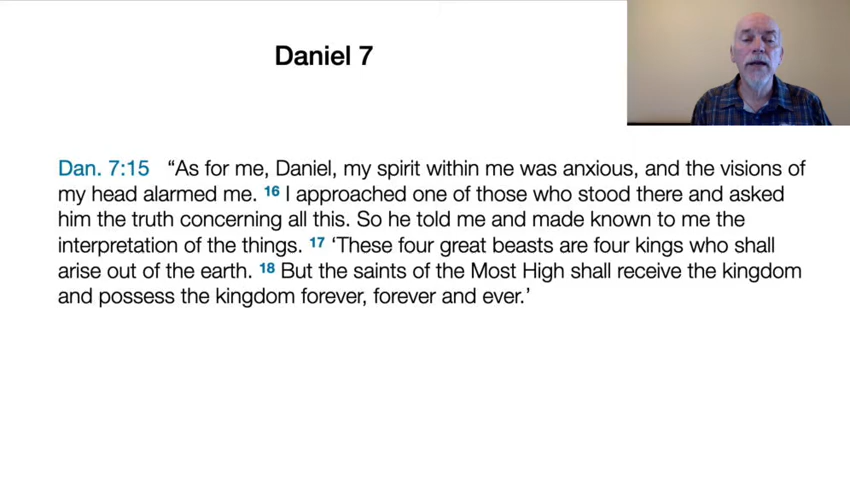 Daniel 7
Dan. 7:15 “As for me, Daniel, my spirit within me was anxious, and the visions of
my head alarmed me. 16 I approached one of those who stood there and asked
him the truth concerning all this. So he told me and made known to me the
interpretation of the things. 17 ‘These four great beasts are four kings who shall
arise out of the earth. 18 But the saints of the Most High shall receive the kingdom
and possess the kingdom forever, forever and ever.’